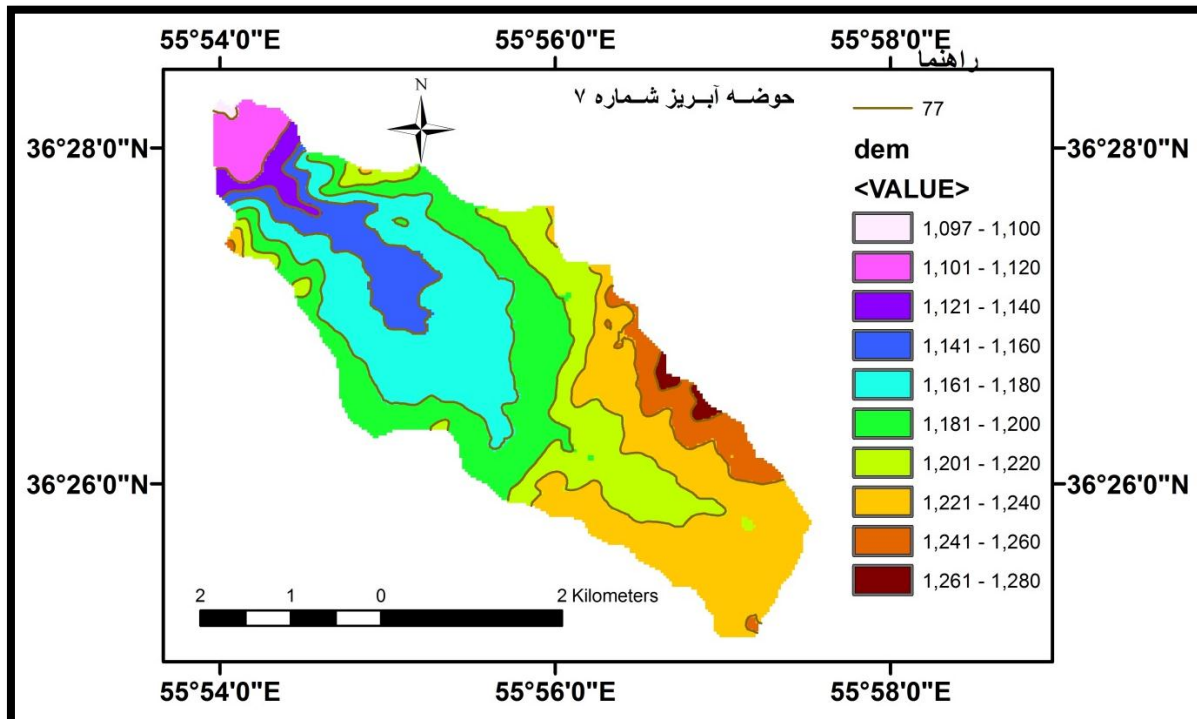 55°54'0"E 55°56'0"E 55°58'0"E
راهنما
حوضـه آبـریز شـماره ۷
N
77
36°28'0"N 36°28'0"N
dem
<VALUE>
1,097 - 1,100
1,101 - 1,120
1,121 - 1,140
1,141 - 1,160
1,161 - 1,180
1,181 - 1,200
1,201 - 1,220
36°26'0"N 36°26'0"N
1,221 - 1,240
1,241 - 1,260
1,261 - 1,280
2 1 0 2 Kilometers
55°54'0"E 55°56'0"E 55°58'0"E